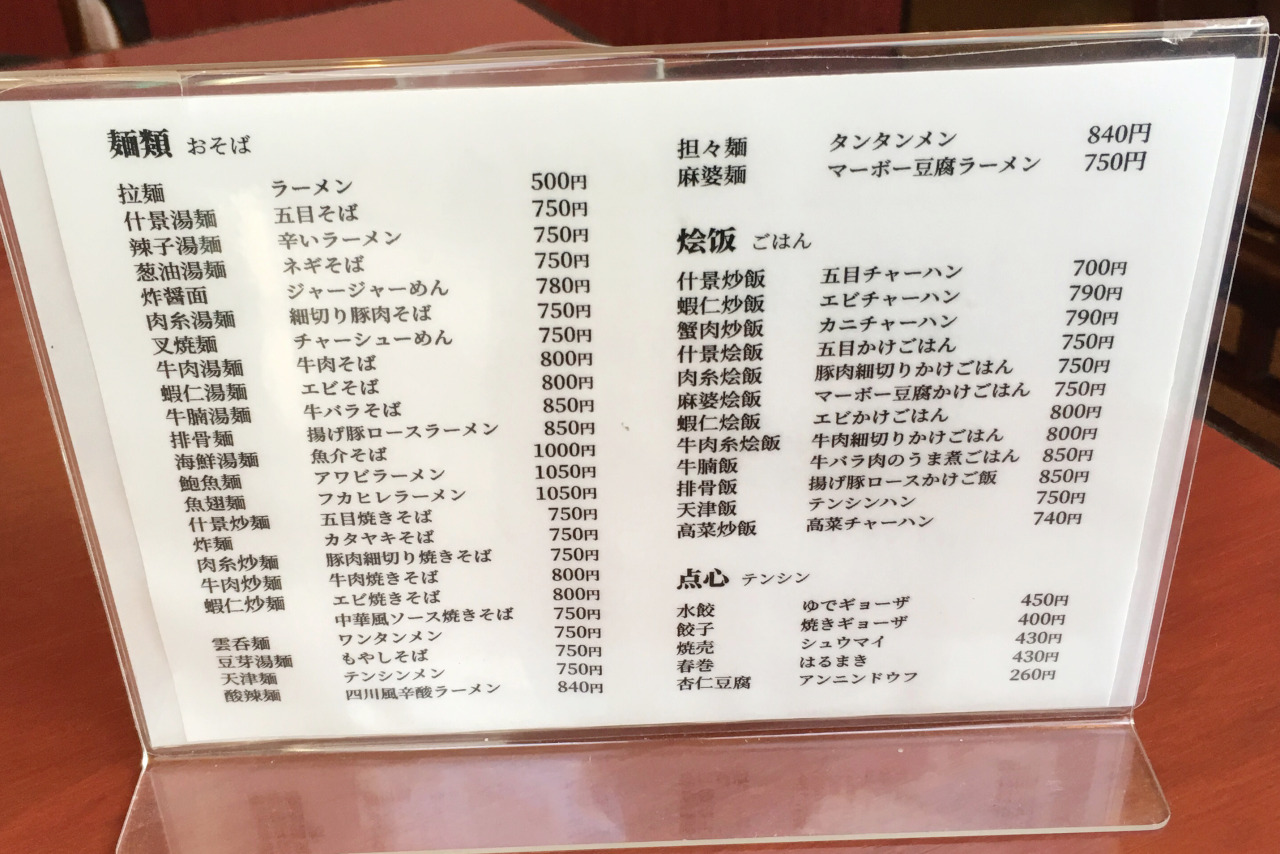 麺類 おそば
拉麺 ラーメン 500円
什景湯麺 五目そば 750円
辣子湯麺 辛いラーメン 750円
葱油湯麺 ネギそば 750円
炸醤面 ジャージャーめん 780円
肉糸湯麺 細切り豚肉そば 750円
叉焼麺 チャーシューめん 750円
牛肉湯麺 牛肉そば 800円
蝦仁湯麺 エビそば 800円
牛腩湯麺 牛バラそば 850円
排骨麺 揚げ豚ロースラーメン 850円
海鮮湯麺 魚介そば 1000円
鮑魚麺 アワビラーメン 1050円
魚翅麺 フカヒレラーメン 1050円
什景炒麺 五目焼きそば 750円
炸麺 カタヤキそば 750円
肉糸炒麺 豚肉細切り焼きそば 750円
牛肉炒麺 牛肉焼きそば 800円
蝦仁炒麺 エビ焼きそば 800円
中華風ソース焼きそば 750円
雲呑麺 ワンタンメン 750円
豆芽湯麺 もやしそば 750円
天津麺 テンシンメン 750円
酸辣麺 四川風辛酸ラーメン 840円
担々麺 タンタンメン 840円
麻婆麺 マーボー豆腐ラーメン 750円
烩饭 ごはん
什景炒飯 五目チャーハン 700円
蝦仁炒飯 エビチャーハン 790円
蟹肉炒飯 カニチャーハン 790円
什景烩飯 五目かけごはん 750円
肉糸烩飯 豚肉細切りかけごはん 750円
麻婆烩飯 マーボー豆腐かけごはん 750円
蝦仁烩飯 エビかけごはん 800円
牛肉糸烩飯 牛肉細切りかけごはん 800円
牛腩飯 牛バラ肉のうま煮ごはん 850円
排骨飯 揚げ豚ロースかけご飯 850円
天津飯 テンシンハン 750円
高菜炒飯 高菜チャーハン 740円
点心 テンシン
水餃 ゆでギョーザ 450円
餃子 焼きギョーザ 400円
焼売 シュウマイ 430円
春巻 はるまき 430円
杏仁豆腐 アンニンドウフ 260円